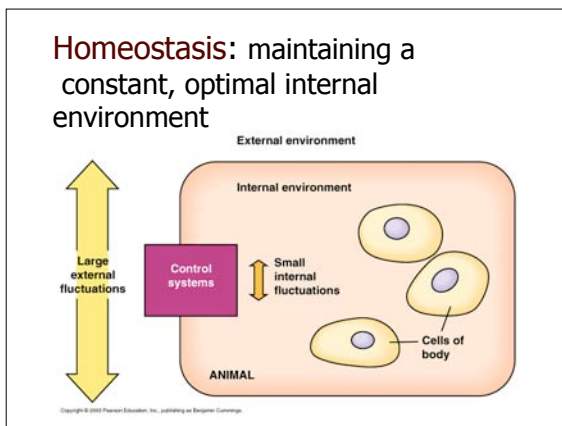 Homeostasis: maintaining a
constant, optimal internal
environment
External environment
Internal environment
Large
external
fluctuations
Control
systems
Small
internal
fluctuations
Cells of
body
ANIMAL
Copyright © 2003 Pearson Education, Inc., publishing as Benjamin Cummings.